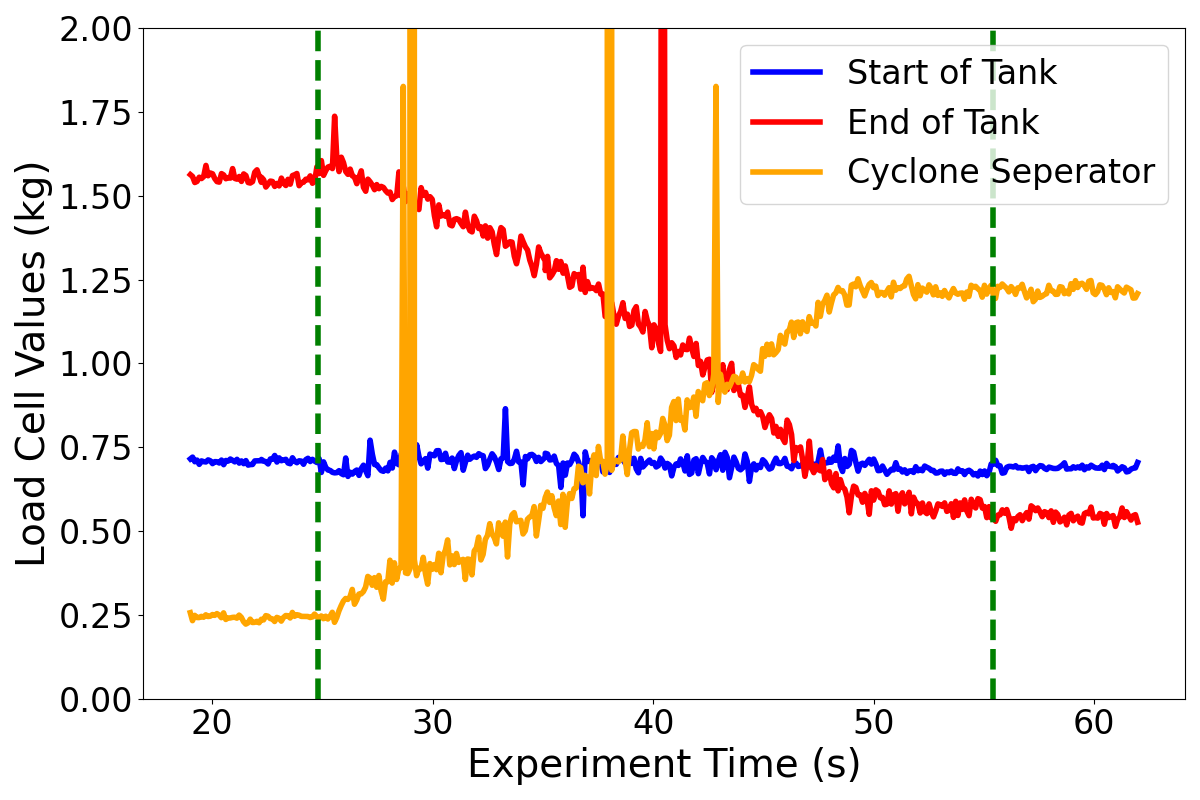 Load Cell Values (kg)
2.00
1.75
1.50
1.25
1.00
0.75
0.50
0.25
0.00
Start of Tank
End of Tank
Cyclone Seperator
20 30 40 50 60
Experiment Time (s)